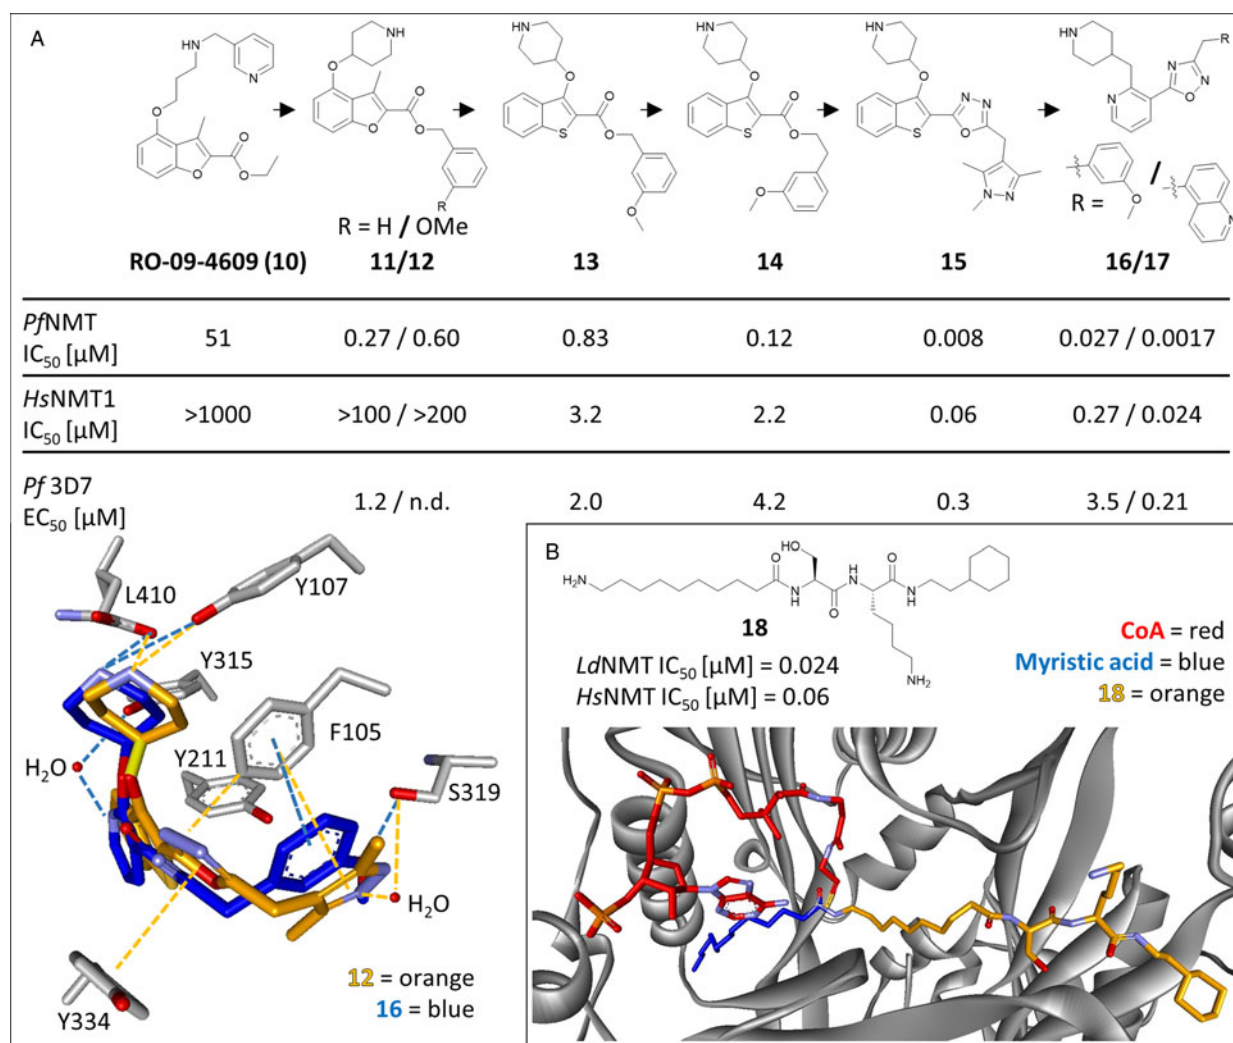 A
RO-09-4609 (10)
R = H / OMe
11/12
13
14
15
R = /
16/17
PfNMT
IC50 [µM]
51
0.27 / 0.60
0.83
0.12
0.008
0.027 / 0.0017
HsNMT1
IC50 [µM]
>1000
>100 / >200
3.2
2.2
0.06
0.27 / 0.024
Pf 3D7
EC50 [µM]
1.2 / n.d.
2.0
4.2
0.3
3.5 / 0.21
L410
Y107
Y315
F105
Y211
H2O
S319
H2O
Y334
12 = orange
16 = blue
B
HO
O
O
H2N
N
H
H
N
O
N
H
NH2
18
LdNMT IC50 [µM] = 0.024
HsNMT IC50 [µM] = 0.06
CoA = red
Myristic acid = blue
18 = orange